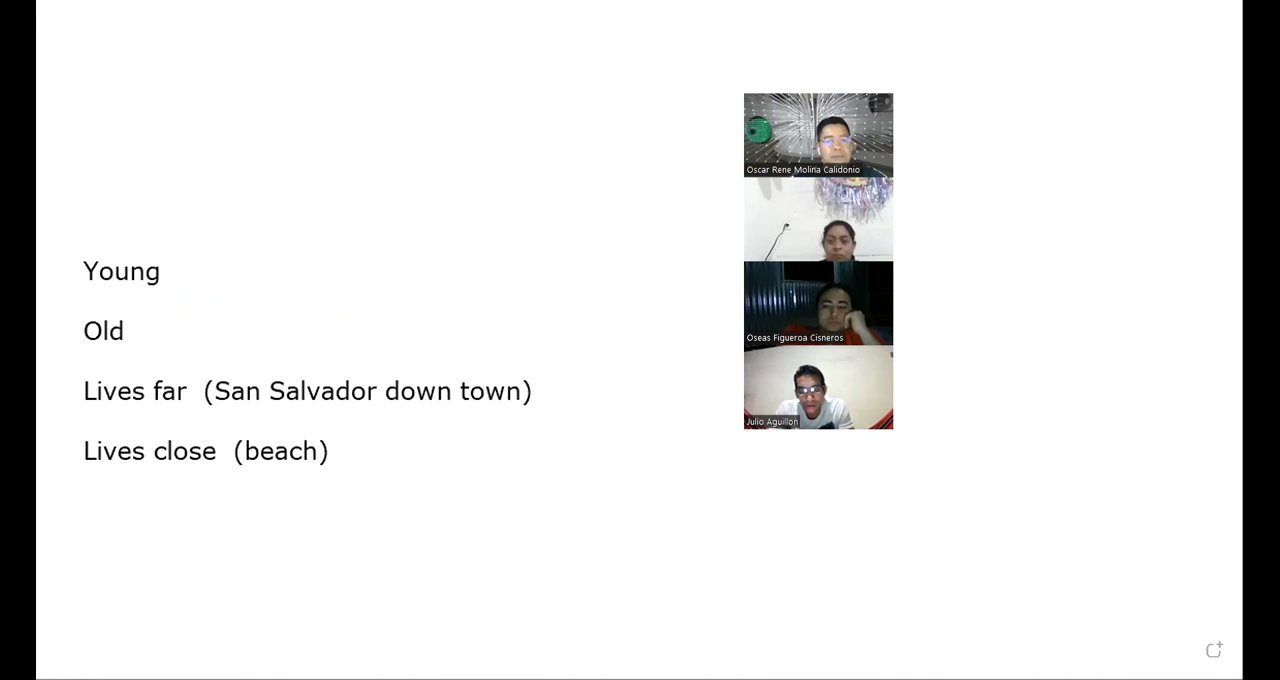 Young
Old
Lives far (San Salvador down town)
Lives close (beach)
Oscar Rene Molina Calidonio
Oseas Figueroa Cisneros
Julio Aguillon